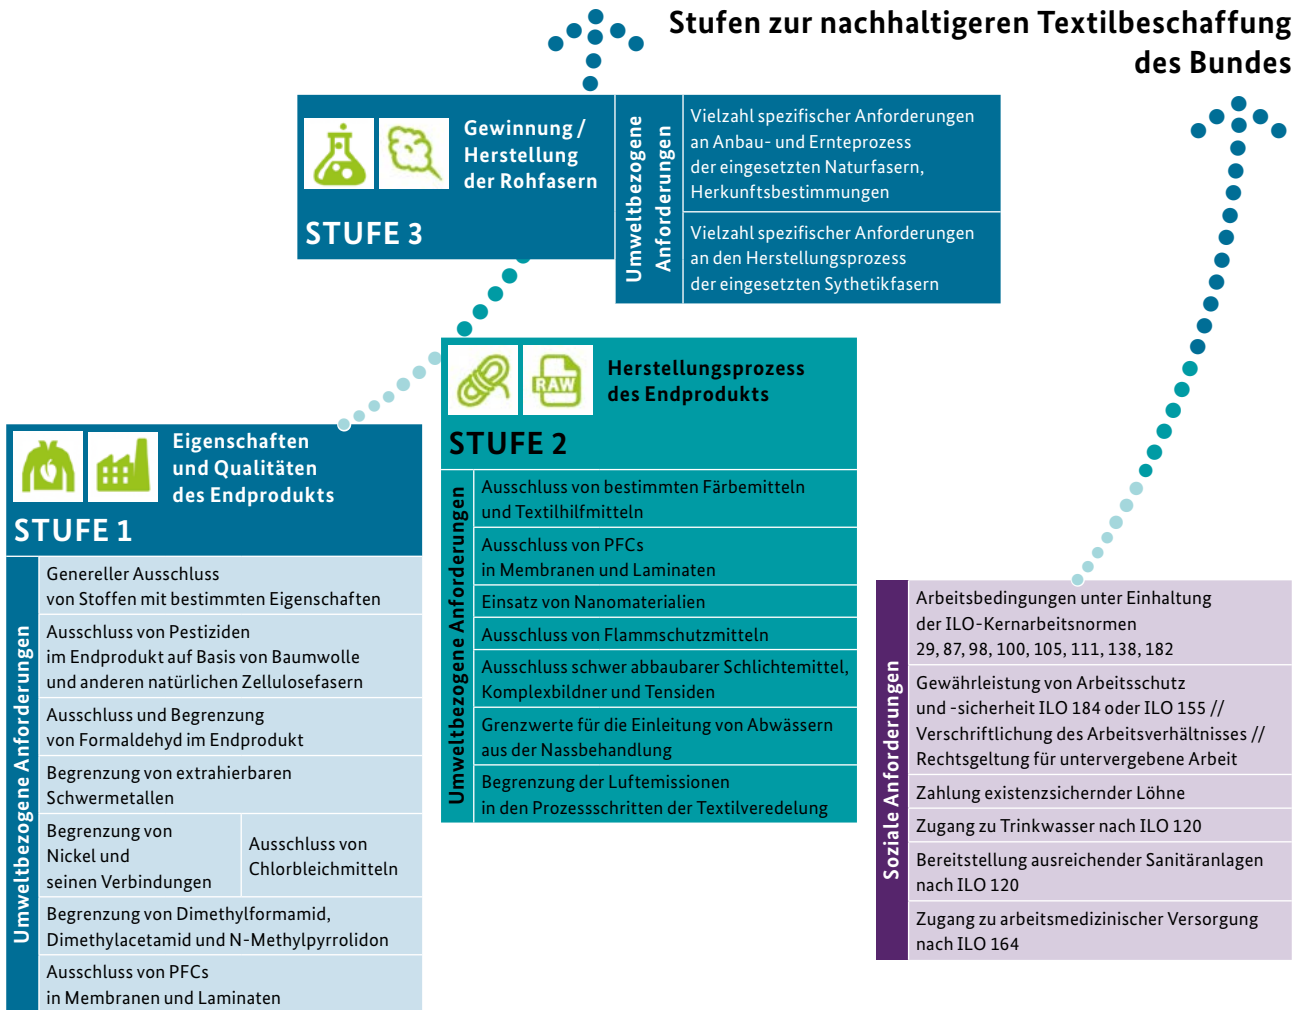 Stufen zur nachhaltigeren Textilbeschaffung
des Bundes
Gewinnung /
Herstellung
der Rohfasern
STUFE 3
Umweltbezogene
Anforderungen
Vielzahl spezifischer Anforderungen
an Anbau- und Ernteprozess
der eingesetzten Naturfasern,
Herkunftsbestimmungen
Vielzahl spezifischer Anforderungen
an den Herstellungsprozess
der eingesetzten Sythetikfasern
RAW
Herstellungsprozess
des Endprodukts
STUFE 2
Umweltbezogene Anforderungen
Ausschluss von bestimmten Färbemitteln
und Textilhilfmitteln
Ausschluss von PFCs
in Membranen und Laminaten
Einsatz von Nanomaterialien
Ausschluss von Flammschutzmitteln
Ausschluss schwer abbaubarer Schlichtemittel,
Komplexbildner und Tensiden
Grenzwerte für die Einleitung von Abwässern
aus der Nassbehandlung
Begrenzung der Luftemissionen
in den Prozessschritten der Textilveredelung
Eigenschaften
und Qualitäten
des Endprodukts
STUFE 1
Umweltbezogene Anforderungen
Genereller Ausschluss
von Stoffen mit bestimmten Eigenschaften
Ausschluss von Pestiziden
im Endprodukt auf Basis von Baumwolle
und anderen natürlichen Zellulosefasern
Ausschluss und Begrenzung
von Formaldehyd im Endprodukt
Begrenzung von extrahierbaren
Schwermetallen
Begrenzung von
Nickel und
seinen Verbindungen
Ausschluss von
Chlorbleichmitteln
Begrenzung von Dimethylformamid,
Dimethylacetamid und N-Methylpyrrolidon
Ausschluss von PFCs
in Membranen und Laminaten
Soziale Anforderungen
Arbeitsbedingungen unter Einhaltung
der ILO-Kernarbeitsnormen
29, 87, 98, 100, 105, 111, 138, 182
Gewährleistung von Arbeitsschutz
und -sicherheit ILO 184 oder ILO 155 //
Verschriftlichung des Arbeitsverhältnisses //
Rechtsgeltung für untervergebene Arbeit
Zahlung existenzsichernder Löhne
Zugang zu Trinkwasser nach ILO 120
Bereitstellung ausreichender Sanitäranlagen
nach ILO 120
Zugang zu arbeitsmedizinischer Versorgung
nach ILO 164